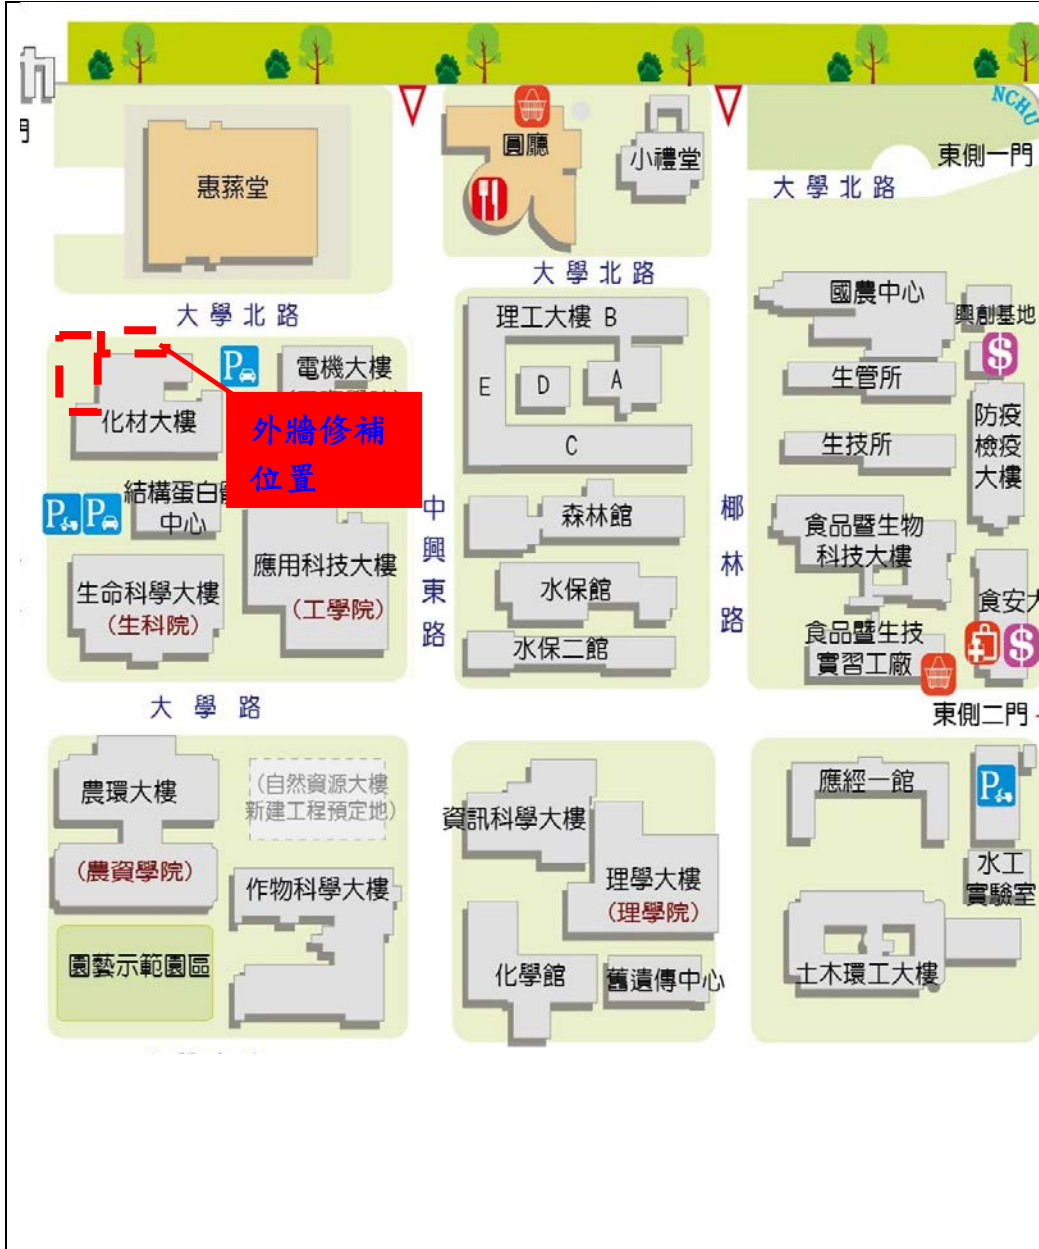 門
NCHU
東側一門
圓廳
小禮堂
惠蓀堂
大學北路
大學北路
大學北路
國農中心
興創基地
$
理工大樓 B
E
D
A
C
P
電機大樓
化材大樓
外牆修補
位置
生管所
生技所
防疫
檢疫
大樓
P
P
結構蛋白
中心
中興東路
森林館
椰林路
食品暨生物
科技大樓
應用科技大樓
(工學院)
生命科學大樓
(生科院)
水保館
水保二館
食安大
食品暨生技
實習工廠
$
大學路
東側二門
農環大樓
(農資學院)
(自然資源大樓
新建工程預定地)
資訊科學大樓
理學大樓
(理學院)
應經一館
P
水工
實驗室
作物科學大樓
園藝示範園區
化學館
舊遺傳中心
土木環工大樓